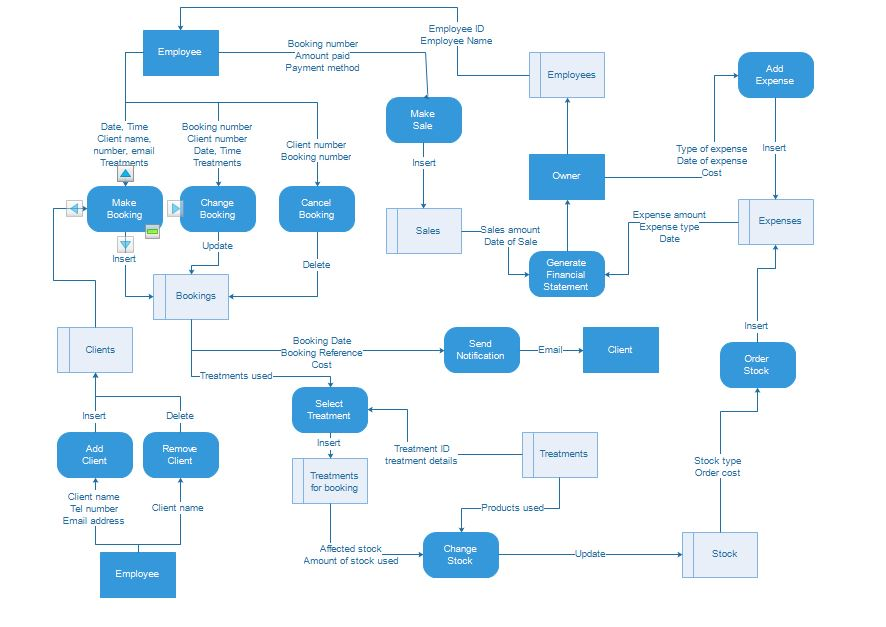 Employee
Booking number
Amount paid
Payment method
Employee ID
Employee Name
Employees
Add
Expense
Make
Sale
Date, Time
Client name,
number, email
Treatments
Booking number
Client number
Date, Time
Treatments
Client number
Booking number
Insert
Type of expense
Date of expense
Cost
Insert
Owner
Make
Booking
Change
Booking
Cancel
Booking
Sales
Sales amount
Date of Sale
Expense amount
Expense type
Date
Expenses
Insert
Update
Delete
Generate
Financial
Statement
Bookings
Clients
Booking Date
Booking Reference
Cost
Send
Notification
Email
Client
Insert
Order
Stock
Treatments used
Select
Treatment
Insert
Delete
Insert
Add
Client
Remove
Client
Treatment ID
treatment details
Treatments
Treatments
for booking
Stock type
Order cost
Client name
Tel number
Email address
Client name
Products used
Affected stock
Amount of stock used
Change
Stock
Update
Stock
Employee